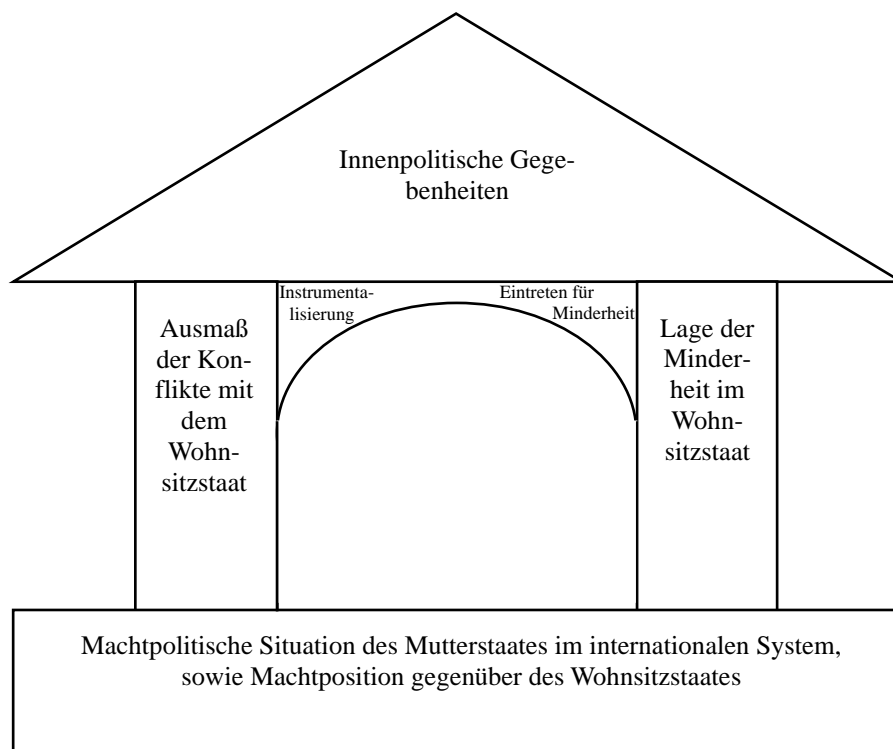 Innenpolitische Gege-
benheiten
Instrumenta-
lisierung
Eintreten für
Minderheit
Ausmaß
der Kon-
flikte mit
dem
Wohn-
sitzstaat
Lage der
Minder-
heit im
Wohn-
sitzstaat
Machtpolitische Situation des Mutterstaates im internationalen System,
sowie Machtposition gegenüber des Wohnsitzstaates